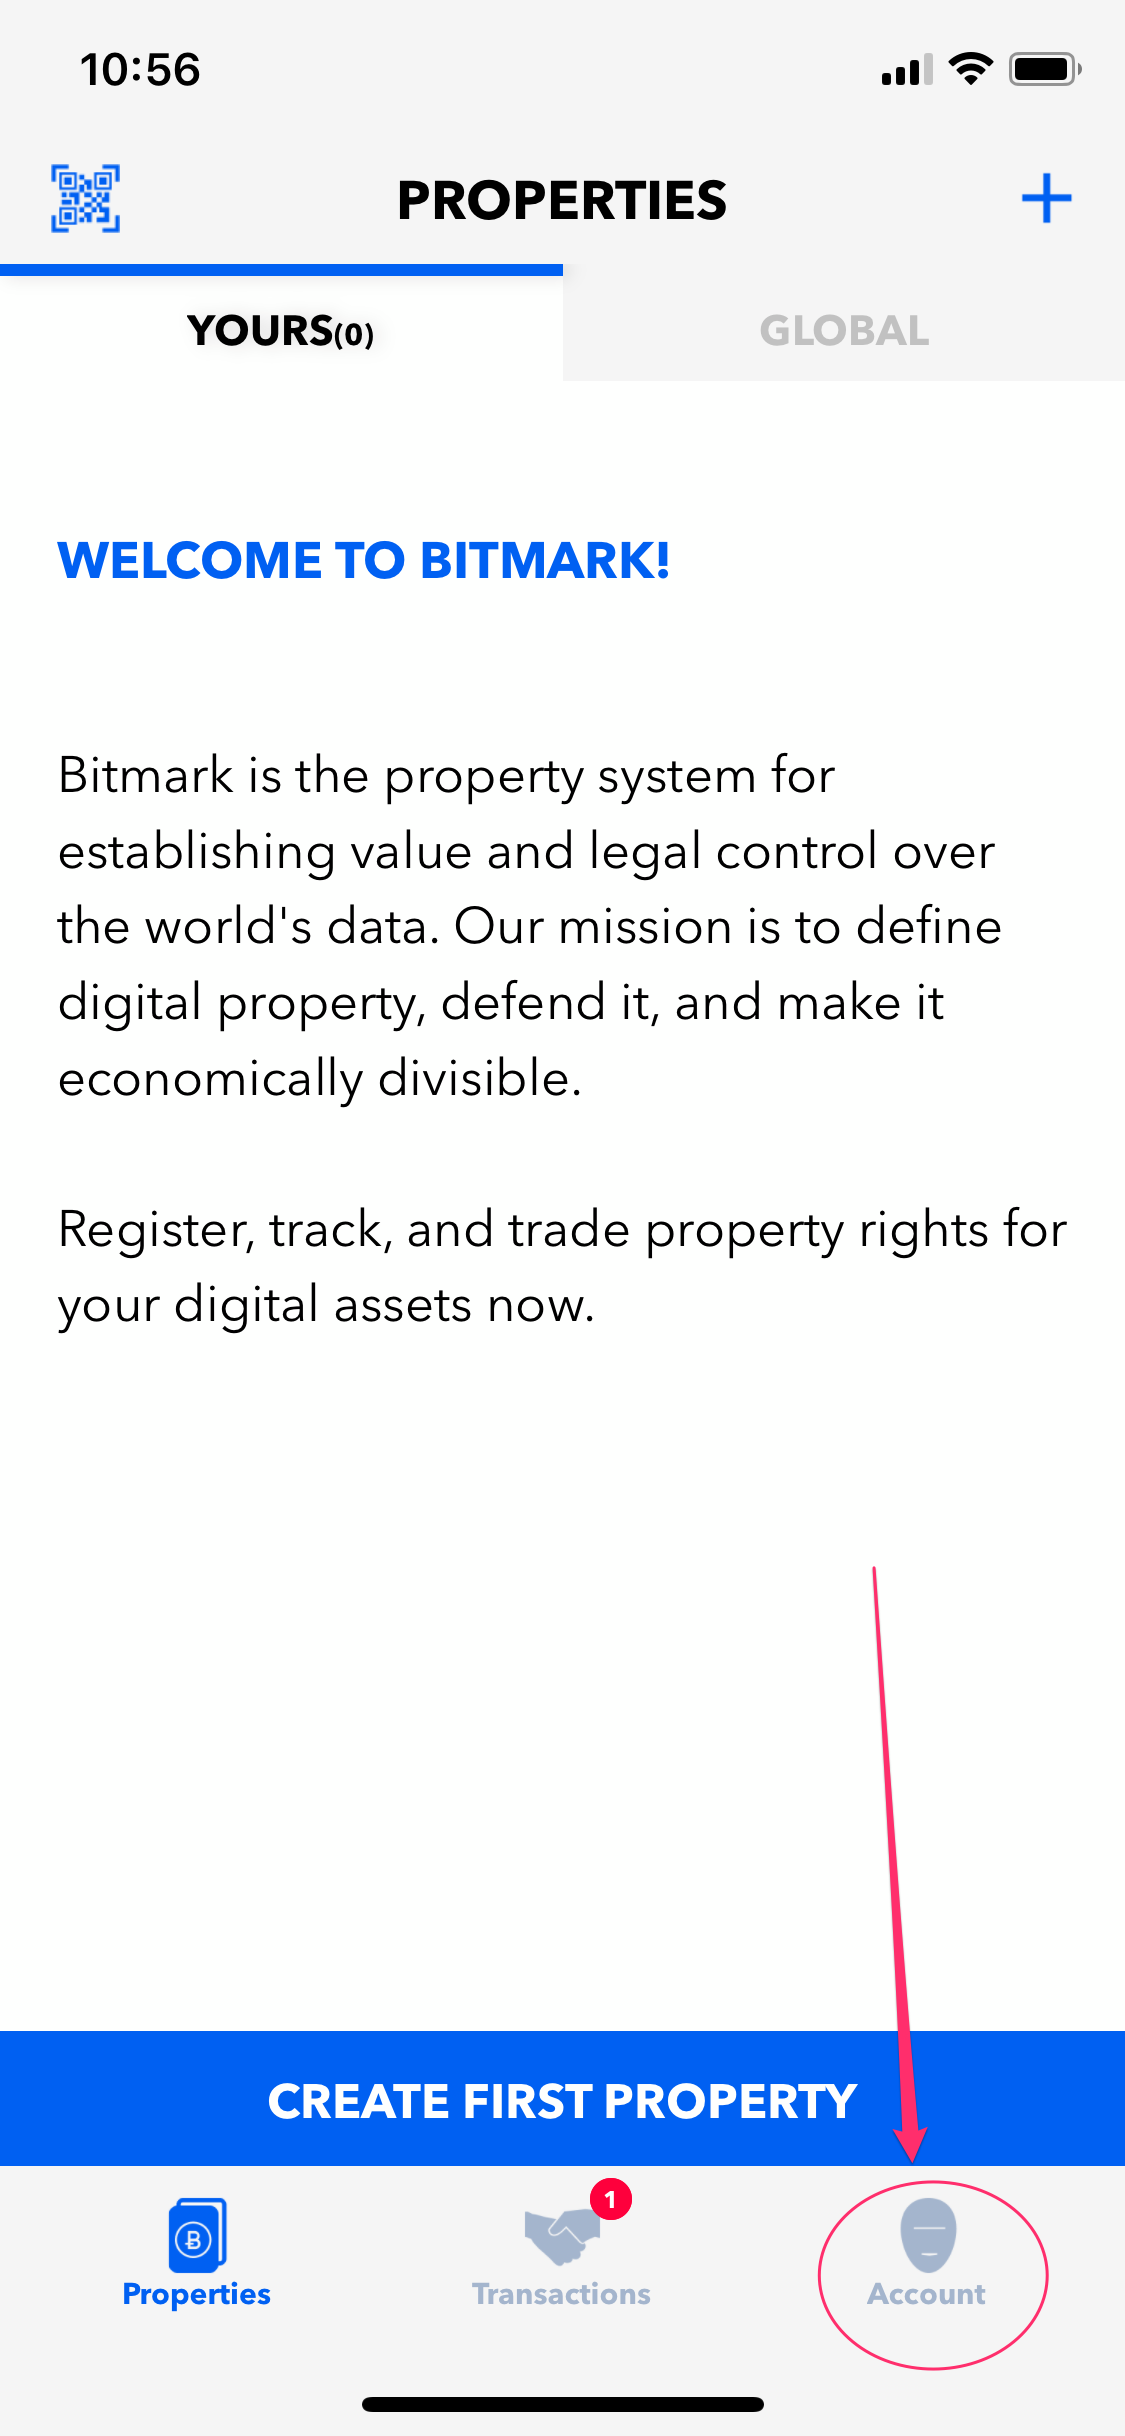 10:56
PROPERTIES
YOURS(0)
GLOBAL
WELCOME TO BITMARK!
Bitmark is the property system for
establishing value and legal control over
the world's data. Our mission is to define
digital property, defend it, and make it
economically divisible.
Register, track, and trade property rights for
your digital assets now.
CREATE FIRST PROPERTY
1
Properties
Transactions
Account